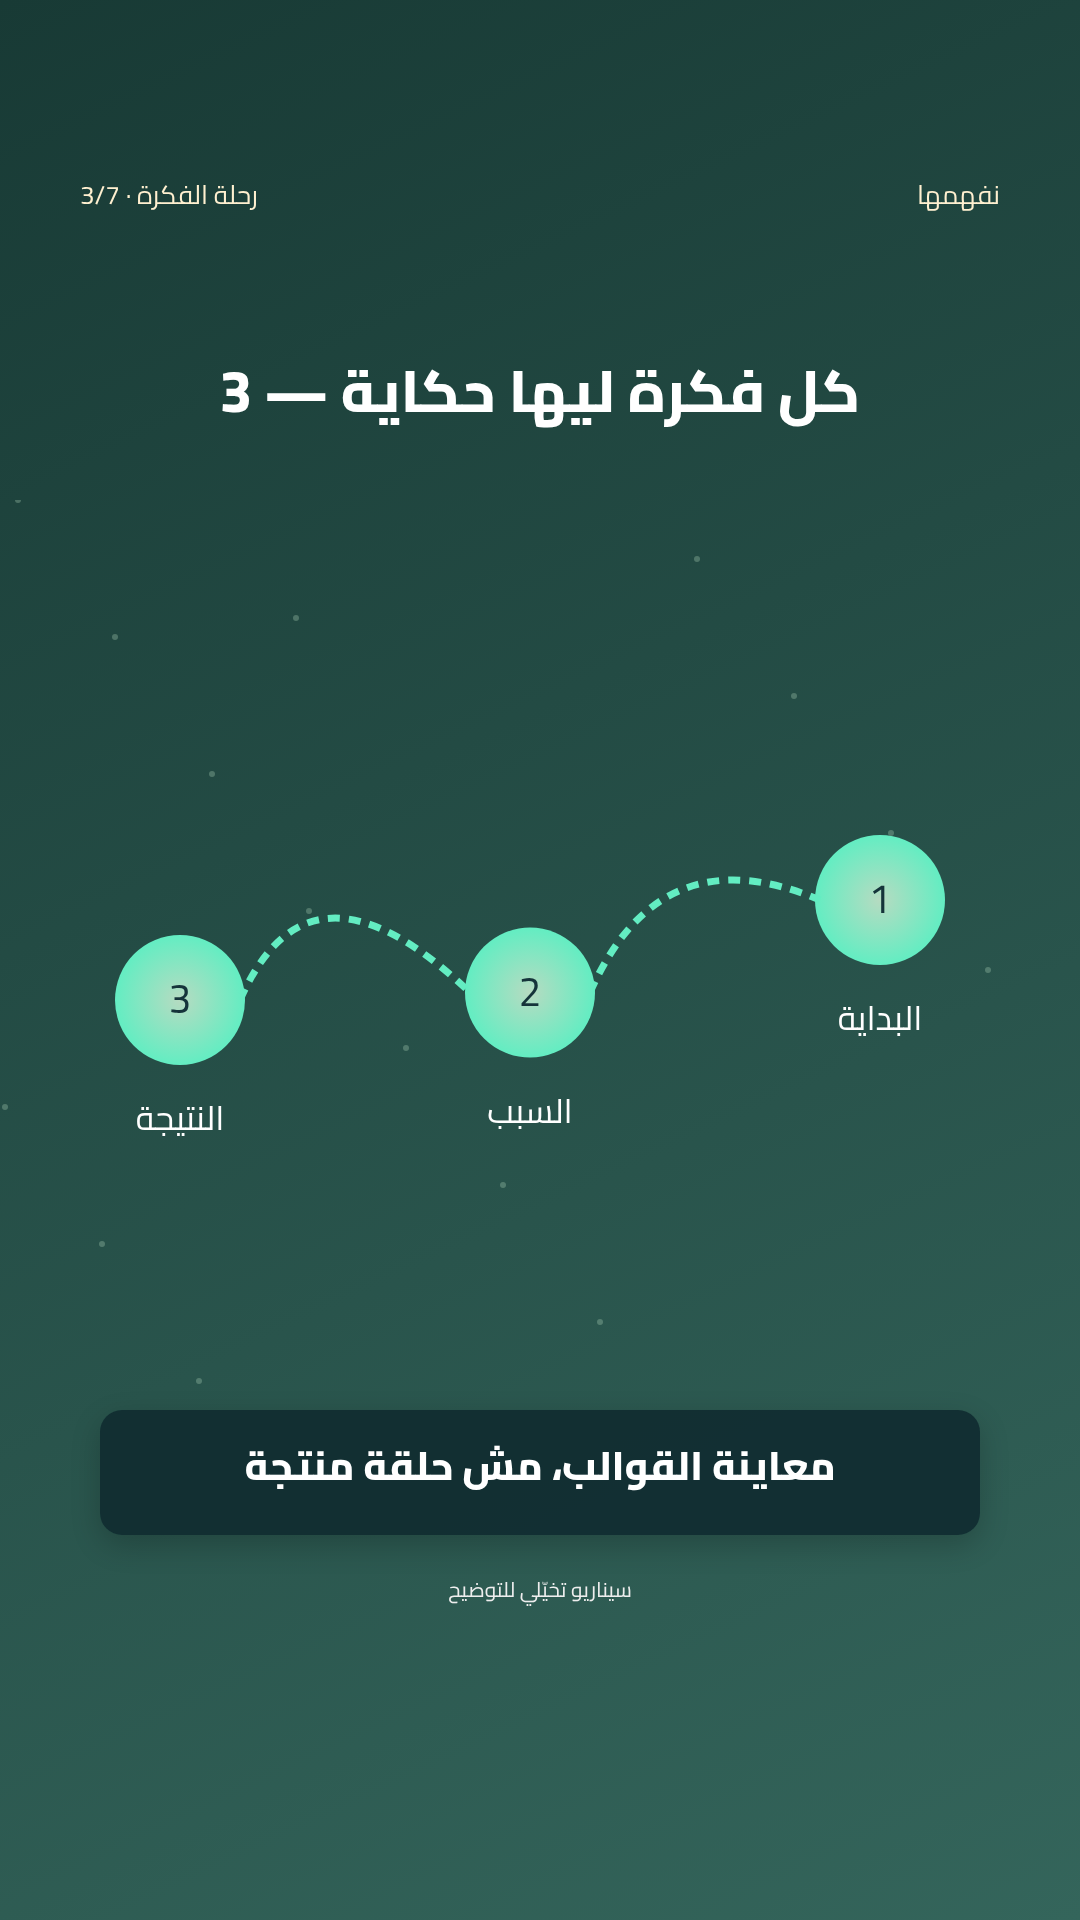 نفهمها
رحلة الفكرة · 3/7
كل فكرة ليها حكاية — 3
1
البداية
2
السبب
3
النتيجة
معاينة القوالب، مش حلقة منتجة
سيناريو تخيّلي للتوضيح